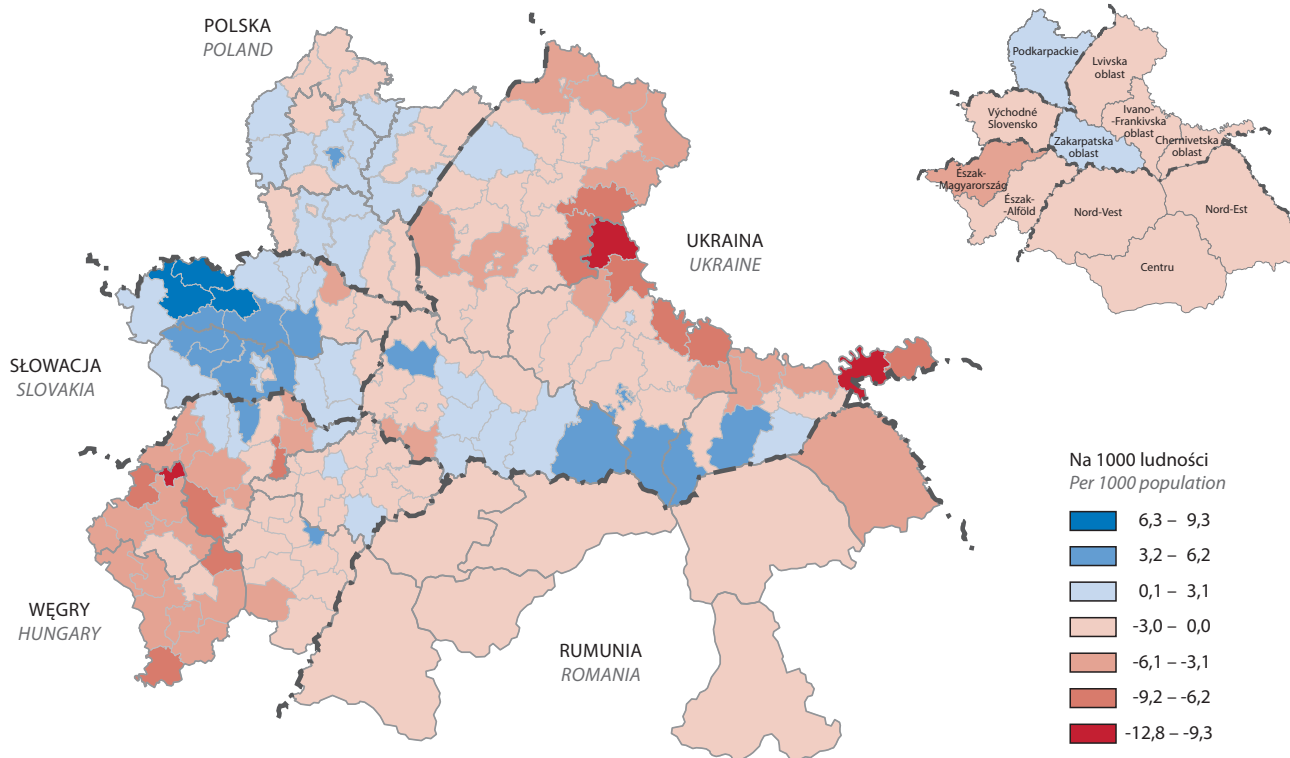 POLSKA
POLAND
UKRAINA
UKRAINE
SŁOWACJA
SLOVAKIA
WĘGRY
HUNGARY
RUMUNIA
ROMANIA
Podkarpackie
Lvivska
oblast
Východné
Slovensko
Ivano-
-Frankivska
oblast
Zakarpatska
oblast
Chernivetska
oblast
Észak-
-Magyarország
Észak-
-Alföld
Nord-Vest
Nord-Est
Centru
Na 1000 ludności
Per 1000 population
6,3 – 9,3
3,2 – 6,2
0,1 – 3,1
-3,0 – 0,0
-6,1 – -3,1
-9,2 – -6,2
-12,8 – -9,3